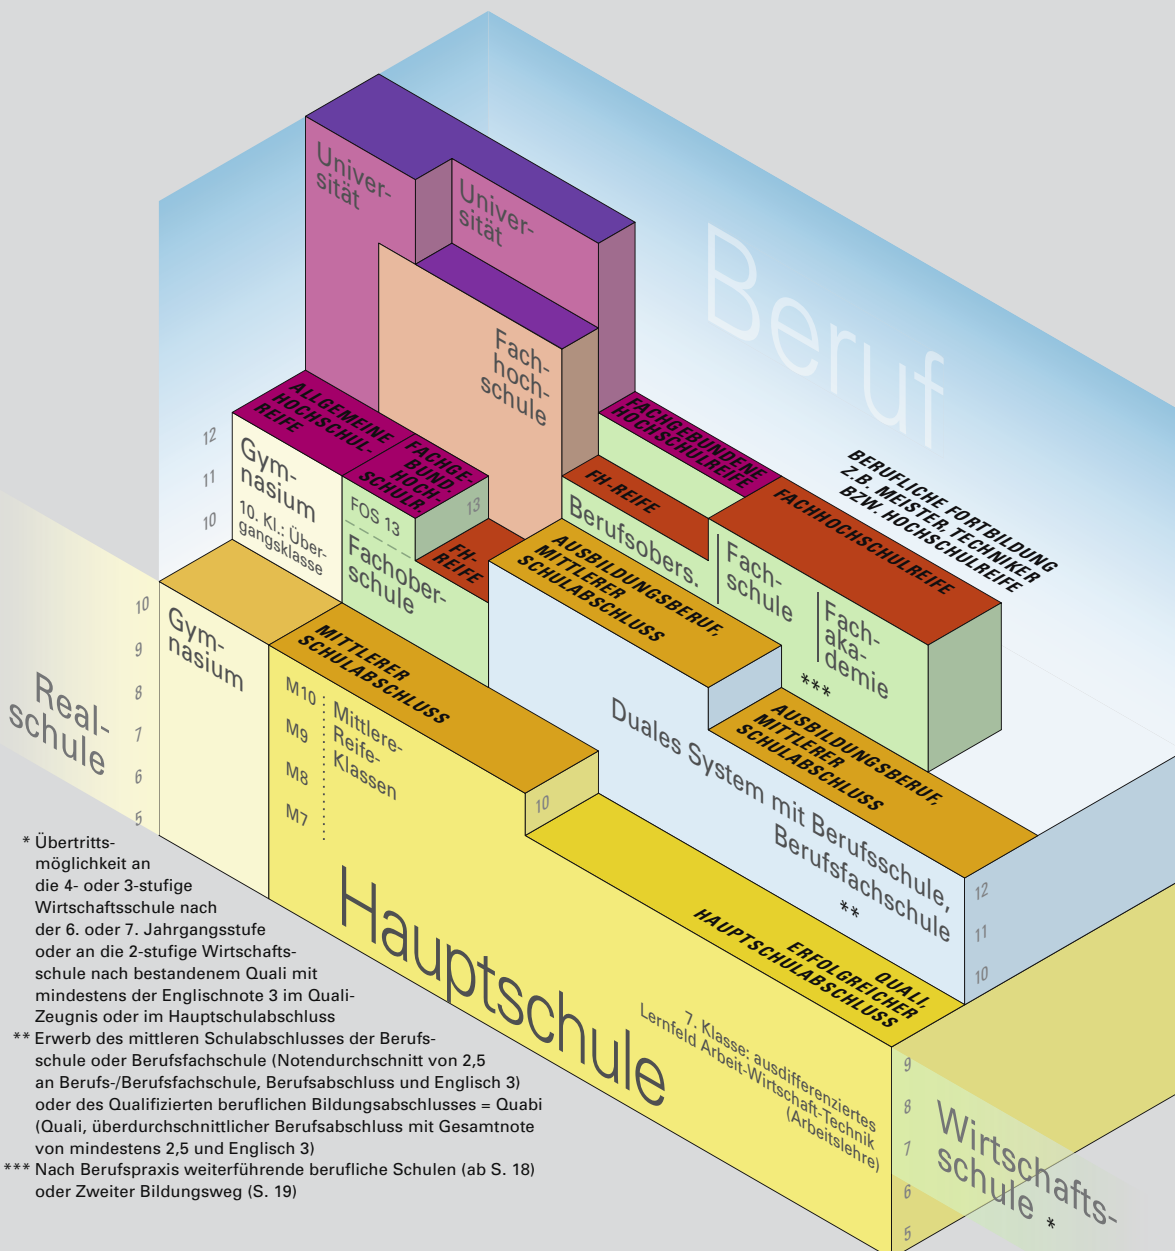 Univer-
sität
Univer-
sität
Beruf
Fach-
hoch-
schule
ALLGEMEINE
HOCHSCHUL-
REIFE
FACHGE-
BUND
HOCH-
SCHULR.
FACHGEBUNDENE
HOCHSCHULREIFE
FH-REIFE
FACHHOCHSCHULREIFE
BERUFLICHE FORTBILDUNG
Z.B. MEISTER, TECHNIKER
BZW. HOCHSCHULREIFE
12
11
10
Gym-
nasium
10. Kl.: Über-
gangsklasse
FOS 13
13
Fachober-
schule
FH-
REIFE
Berufsobers.
Fach-
schule
Fach-
aka-
demie
***
AUSBILDUNGSBERUF,
MITTLERER
SCHULABSCHLUSS
AUSBILDUNGSBERUF,
MITTLERER
SCHULABSCHLUSS
Duales System mit Berufsschule,
Berufsfachschule
**
12
11
10
Real-
schule
10
9
8
7
6
5
Gym-
nasium
MITTLERER
SCHULABSCHLUSS
M10
M9
M8
M7
Mittlere-
Reife-
Klassen
10
Hauptschule
QUALI,
ERFOLGREICHER
HAUPTSCHULABSCHLUSS
7. Klasse: ausdifferenziertes
Lernfeld Arbeit-Wirtschaft-Technik
(Arbeitslehre)
9
8
7
6
5
Wirtschafts-
schule *
* Übertritts-
möglichkeit an
die 4- oder 3-stufige
Wirtschaftsschule nach
der 6. oder 7. Jahrgangsstufe
oder an die 2-stufige Wirtschafts-
schule nach bestandenem Quali mit
mindestens der Englischnote 3 im Quali-
Zeugnis oder im Hauptschulabschluss
** Erwerb des mittleren Schulabschlusses der Berufs-
schule oder Berufsfachschule (Notendurchschnitt von 2,5
an Berufs-/Berufsfachschule, Berufsabschluss und Englisch 3)
oder des Qualifizierten beruflichen Bildungsabschlusses = Quabi
(Quali, überdurchschnittlicher Berufsabschluss mit Gesamtnote
von mindestens 2,5 und Englisch 3)
*** Nach Berufspraxis weiterführende berufliche Schulen (ab S. 18)
oder Zweiter Bildungsweg (S. 19)